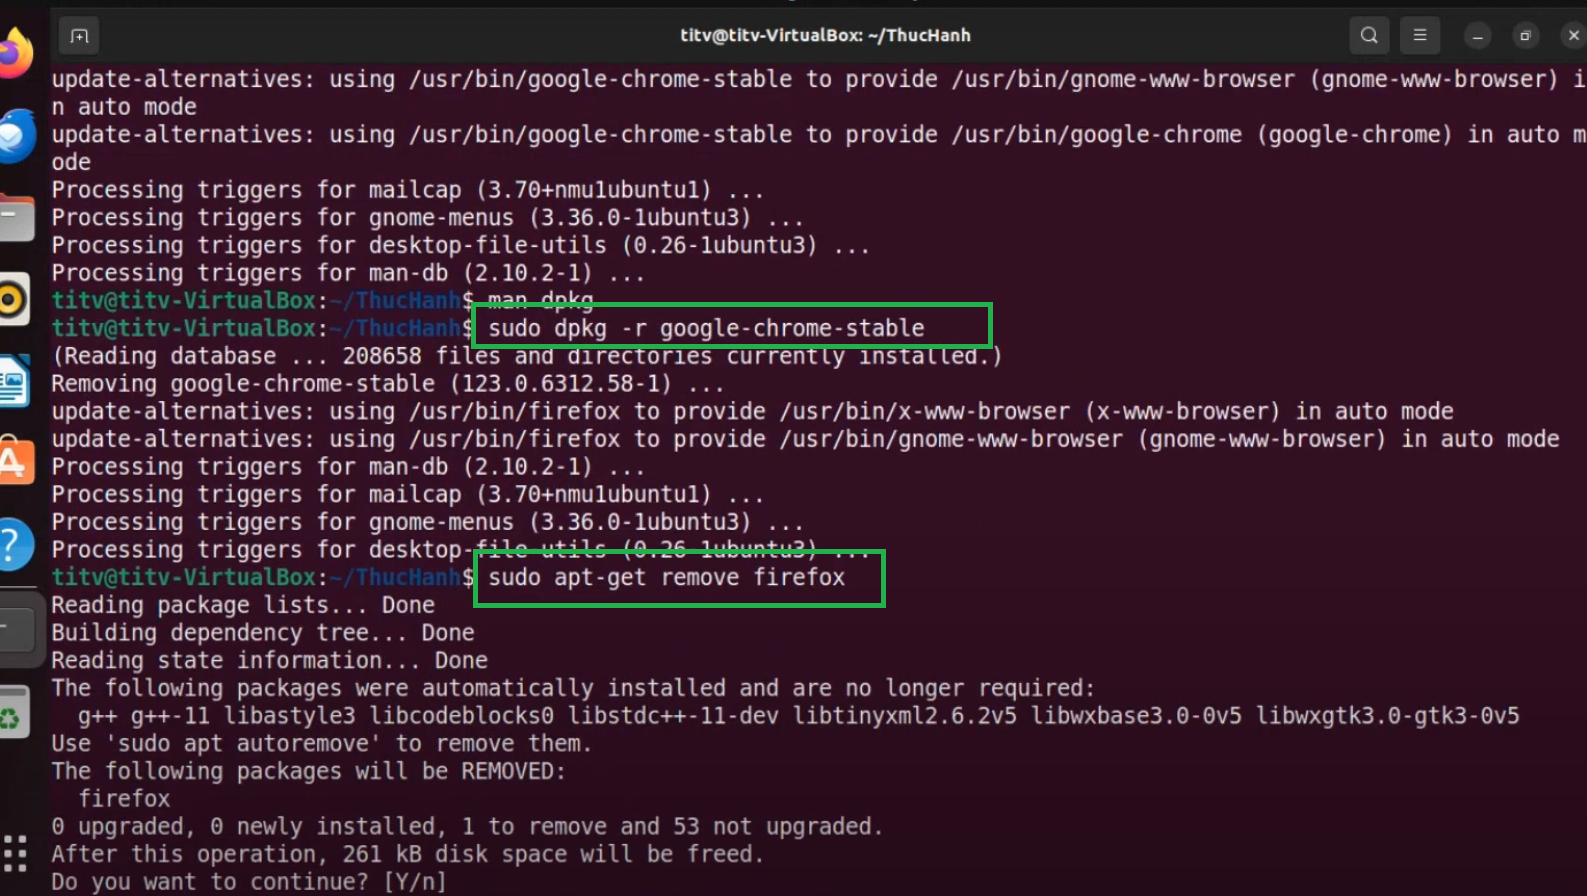 titv@titv-VirtualBox: ~/ThucHanh
update-alternatives: using /usr/bin/google-chrome-stable to provide /usr/bin/gnome-www-browser (gnome-www-browser) i
n auto mode
update-alternatives: using /usr/bin/google-chrome-stable to provide /usr/bin/google-chrome (google-chrome) in auto m
ode
Processing triggers for mailcap (3.70+nmu1ubuntu1) ...
Processing triggers for gnome-menus (3.36.0-1ubuntu3) ...
Processing triggers for desktop-file-utils (0.26-1ubuntu3) ...
Processing triggers for man-db (2.10.2-1) ...
titv@titv-VirtualBox:~/ThucHanh$ man dpkg
titv@titv-VirtualBox:~/ThucHanh$ sudo dpkg -r google-chrome-stable
(Reading database ... 208658 files and directories currently installed.)
Removing google-chrome-stable (123.0.6312.58-1) ...
update-alternatives: using /usr/bin/firefox to provide /usr/bin/x-www-browser (x-www-browser) in auto mode
update-alternatives: using /usr/bin/firefox to provide /usr/bin/gnome-www-browser (gnome-www-browser) in auto mode
Processing triggers for man-db (2.10.2-1) ...
Processing triggers for mailcap (3.70+nmu1ubuntu1) ...
Processing triggers for gnome-menus (3.36.0-1ubuntu3) ...
Processing triggers for desktop-file-utils (0.26-1ubuntu3) ...
titv@titv-VirtualBox:~/ThucHanh$ sudo apt-get remove firefox
Reading package lists... Done
Building dependency tree... Done
Reading state information... Done
The following packages were automatically installed and are no longer required:
  g++ g++-11 libastyle3 libcodeblocks0 libstdc++-11-dev libtinyxml2.6.2v5 libwxbase3.0-0v5 libwxgtk3.0-gtk3-0v5
Use 'sudo apt autoremove' to remove them.
The following packages will be REMOVED:
  firefox
0 upgraded, 0 newly installed, 1 to remove and 53 not upgraded.
After this operation, 261 kB disk space will be freed.
Do you want to continue? [Y/n]